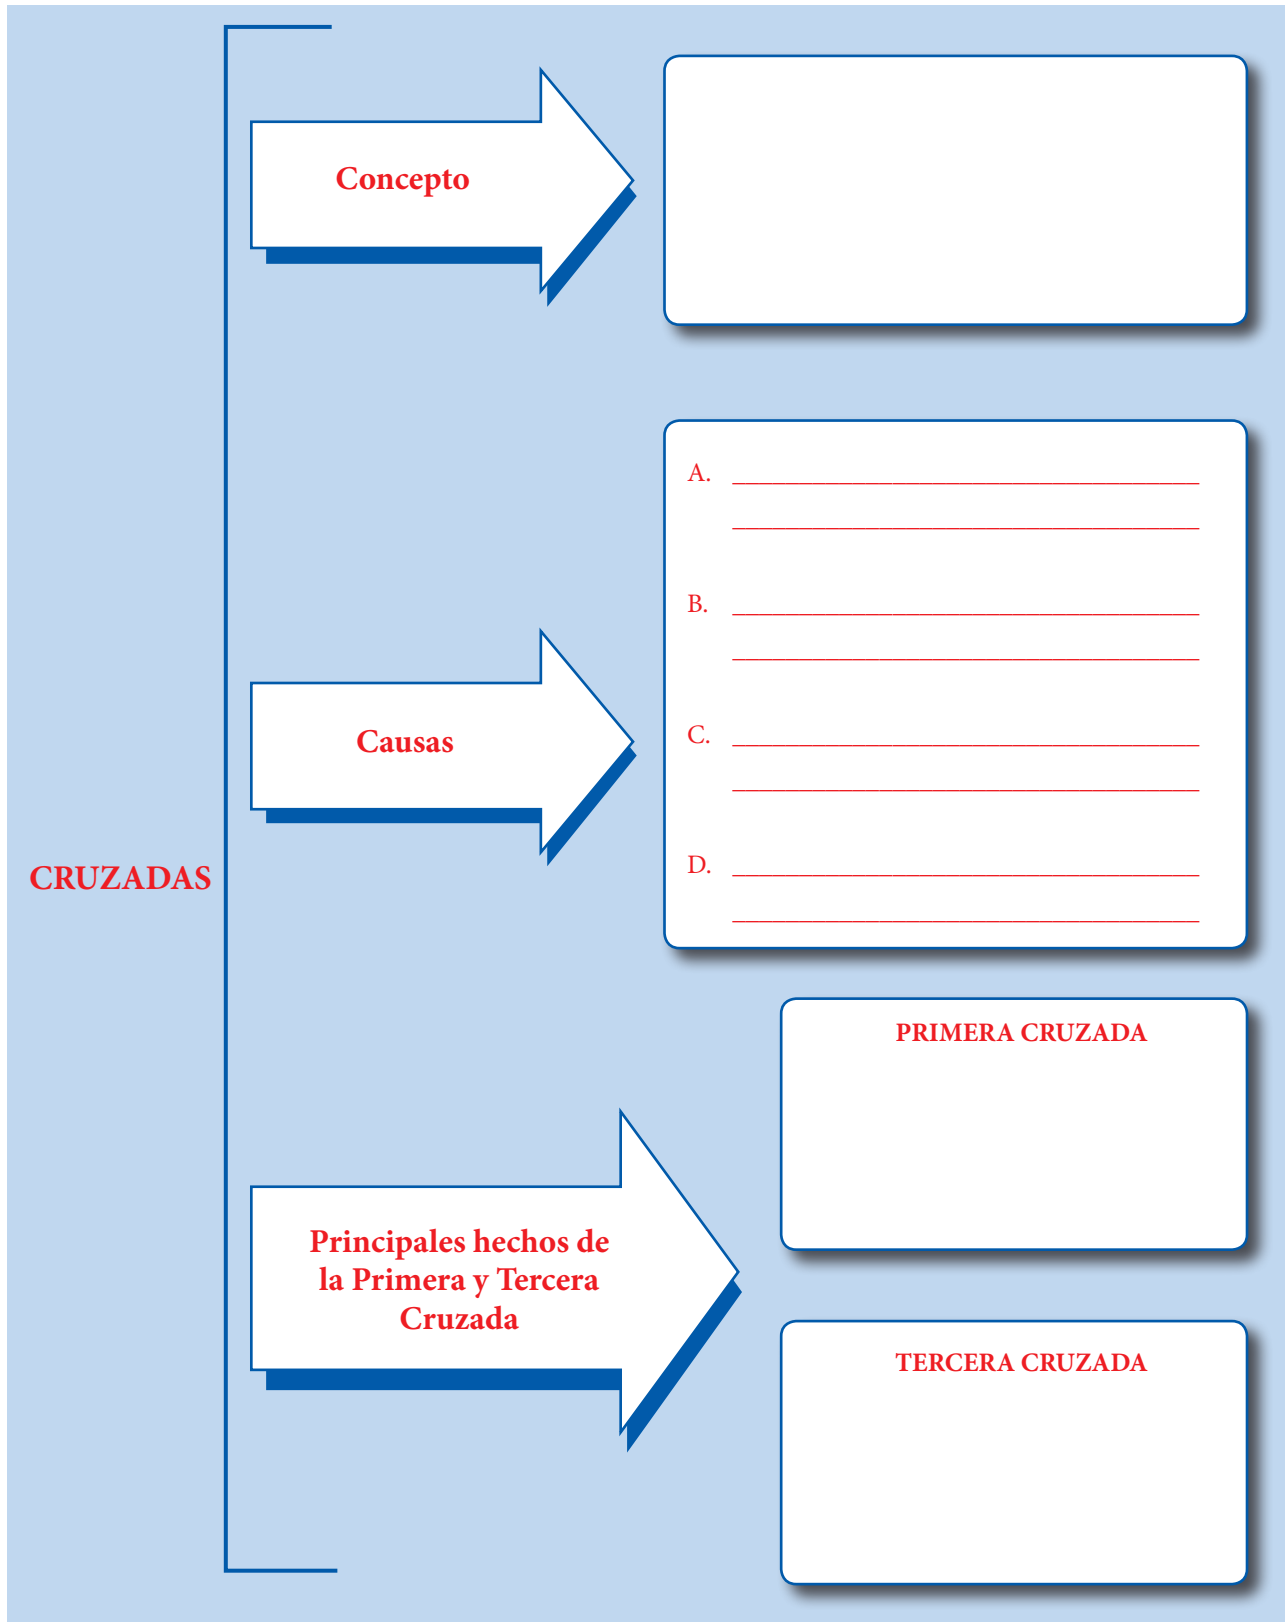 CRUZADAS
Concepto
Causas
A.
B.
C.
D.
Principales hechos de
la Primera y Tercera
Cruzada
PRIMERA CRUZADA
TERCERA CRUZADA